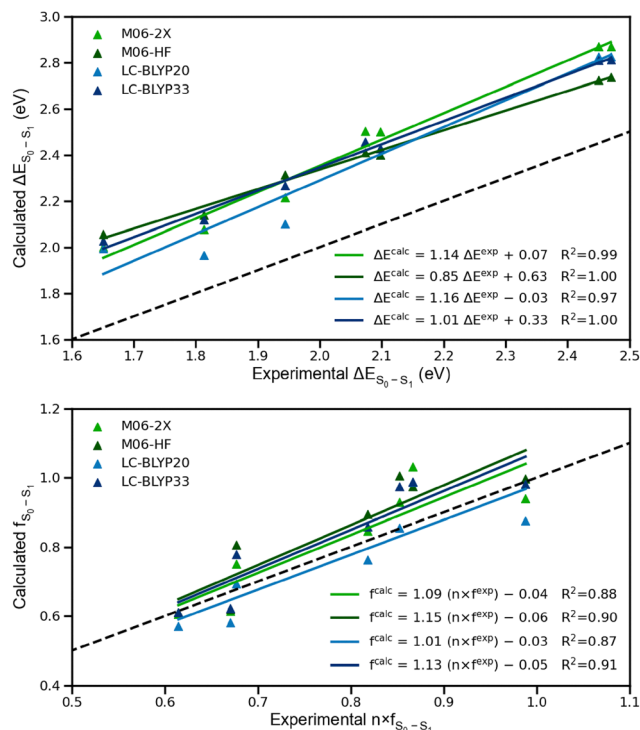 3.0
2.8
2.6
2.4
2.2
2.0
1.8
1.6
Calculated ΔE_{S₀−S₁} (eV)
M06-2X
M06-HF
LC-BLYP20
LC-BLYP33
ΔE^{calc} = 1.14 ΔE^{exp} + 0.07 R²=0.99
ΔE^{calc} = 0.85 ΔE^{exp} + 0.63 R²=1.00
ΔE^{calc} = 1.16 ΔE^{exp} − 0.03 R²=0.97
ΔE^{calc} = 1.01 ΔE^{exp} + 0.33 R²=1.00
1.6 1.7 1.8 1.9 2.0 2.1 2.2 2.3 2.4 2.5
Experimental ΔE_{S₀−S₁} (eV)
1.2
1.0
0.8
0.6
0.4
Calculated f_{S₀−S₁}
M06-2X
M06-HF
LC-BLYP20
LC-BLYP33
f^{calc} = 1.09 (n×f^{exp}) − 0.04 R²=0.88
f^{calc} = 1.15 (n×f^{exp}) − 0.06 R²=0.90
f^{calc} = 1.01 (n×f^{exp}) − 0.03 R²=0.87
f^{calc} = 1.13 (n×f^{exp}) − 0.05 R²=0.91
0.5 0.6 0.7 0.8 0.9 1.0 1.1
Experimental n×f_{S₀−S₁}